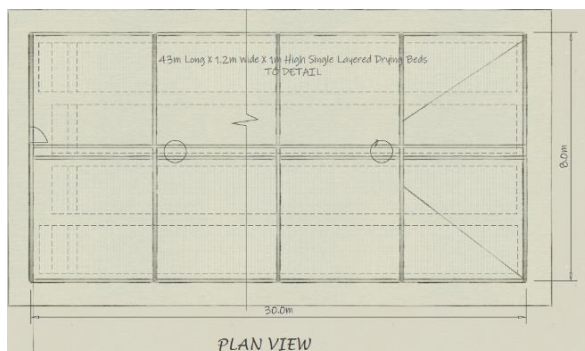 43m Long X 1.2m Wide X 1m High Single Layered Drying Beds
TO DETAIL
8.0m
30.0m
PLAN VIEW